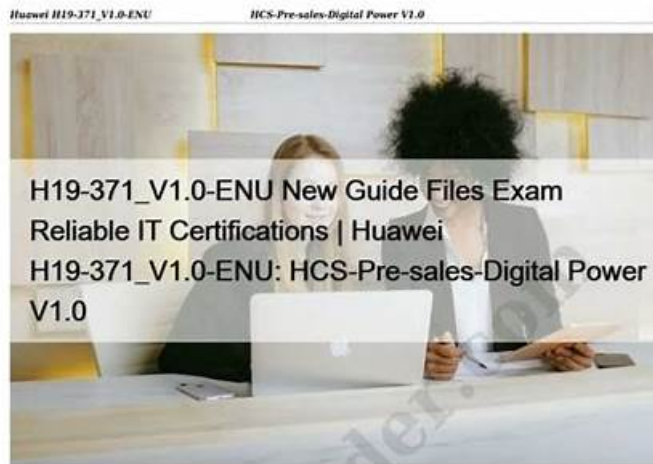 Huawei H19-371_V1.0-ENU HCS-Pre-sales-Digital Power V1.0
H19-371_V1.0-ENU New Guide Files Exam
Reliable IT Certifications | Huawei
H19-371_V1.0-ENU: HCS-Pre-sales-Digital Power
V1.0